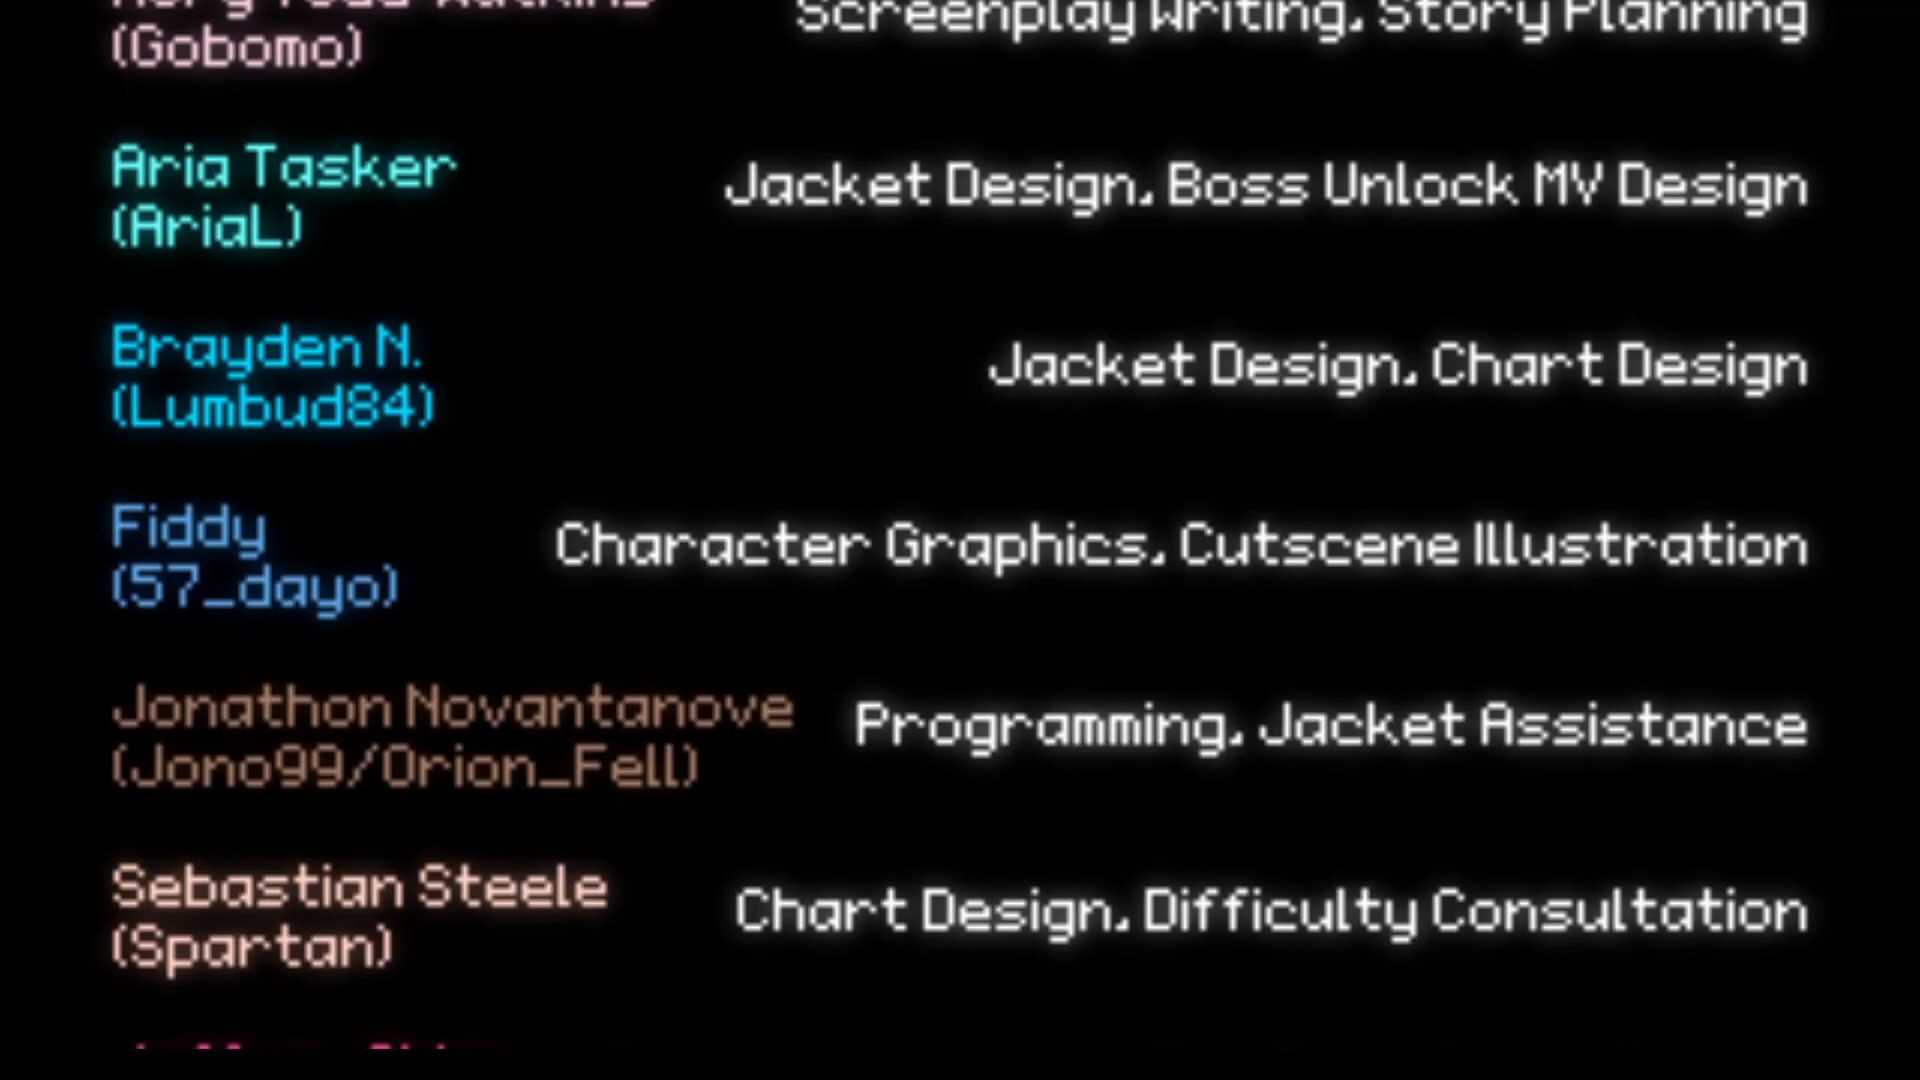 Screenplay Writing, Story Planning
(Gobomo)
Aria Tasker
(AriaL)
Jacket Design, Boss Unlock MV Design
Brayden N.
(Lumbud84)
Jacket Design, Chart Design
Fiddy
(57_dayo)
Character Graphics, Cutscene Illustration
Jonathon Novantanove
(Jono99/Orion_Fell)
Programming, Jacket Assistance
Sebastian Steele
(Spartan)
Chart Design, Difficulty Consultation